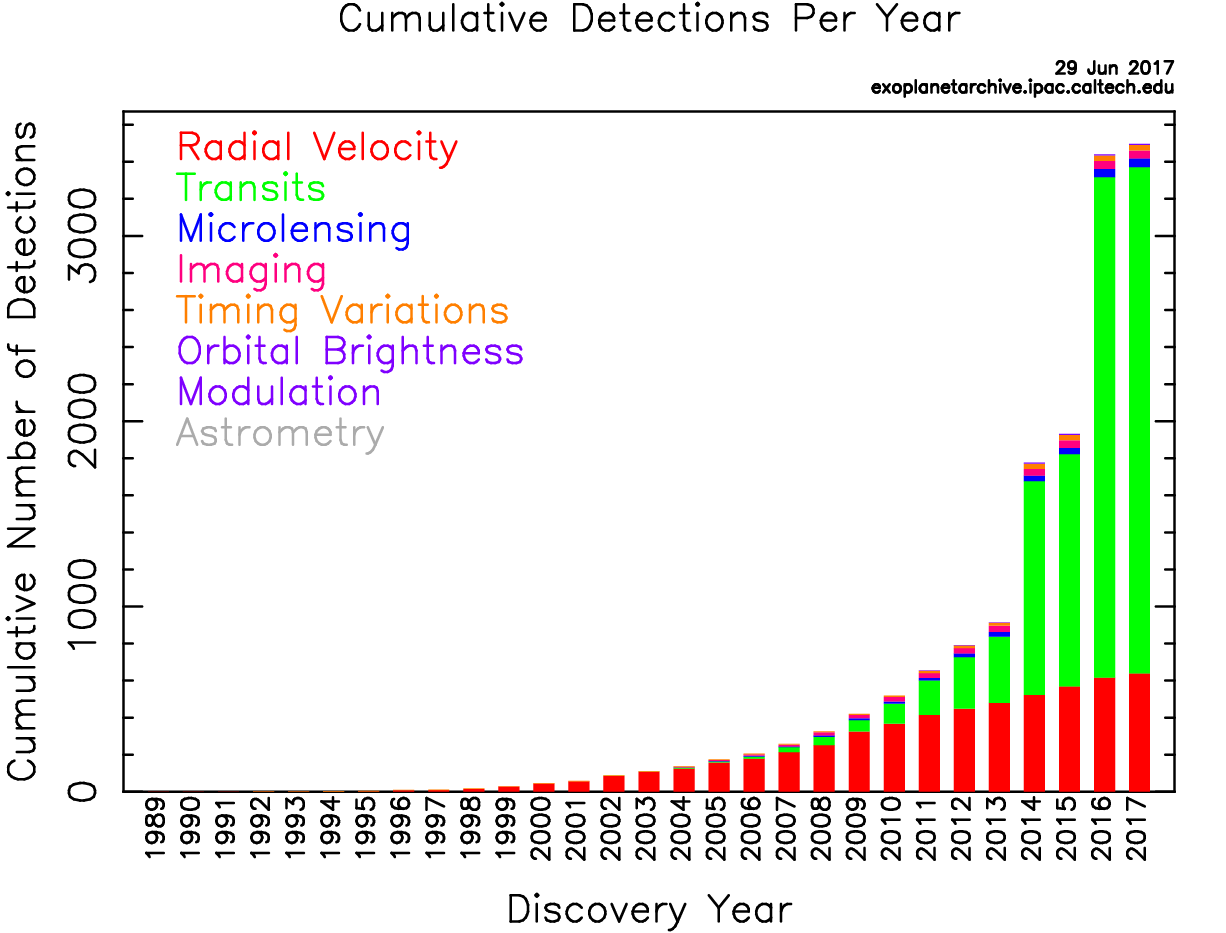 Cumulative Detections Per Year
29 Jun 2017
exoplanetarchive.ipac.caltech.edu
Radial Velocity
Transits
Microlensing
Imaging
Timing Variations
Orbital Brightness
Modulation
Astrometry
Cumulative Number of Detections
3000
2000
1000
0
1989 1990 1991 1992 1993 1994 1995 1996 1997 1998 1999 2000 2001 2002 2003 2004 2005 2006 2007 2008 2009 2010 2011 2012 2013 2014 2015 2016 2017
Discovery Year